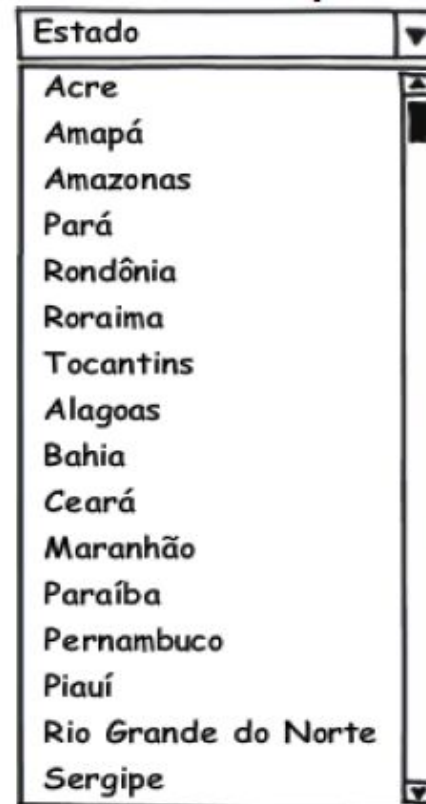 Estado
Acre
Amapá
Amazonas
Pará
Rondônia
Roraima
Tocantins
Alagoas
Bahia
Ceará
Maranhão
Paraíba
Pernambuco
Piauí
Rio Grande do Norte
Sergipe